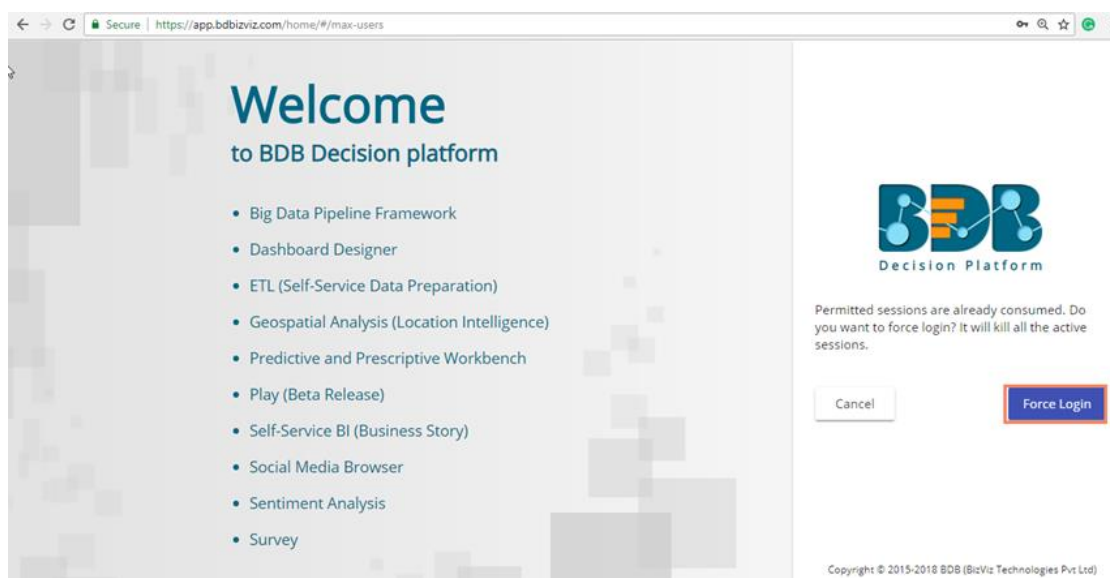 Secure | https://app.bdbizviz.com/home/#/max-users
Welcome
to BDB Decision platform
• Big Data Pipeline Framework
• Dashboard Designer
• ETL (Self-Service Data Preparation)
• Geospatial Analysis (Location Intelligence)
• Predictive and Prescriptive Workbench
• Play (Beta Release)
• Self-Service BI (Business Story)
• Social Media Browser
• Sentiment Analysis
• Survey
BDB
Decision Platform
Permitted sessions are already consumed. Do
you want to force login? It will kill all the active
sessions.
Cancel
Force Login
Copyright © 2015-2018 BDB (BizViz Technologies Pvt Ltd)